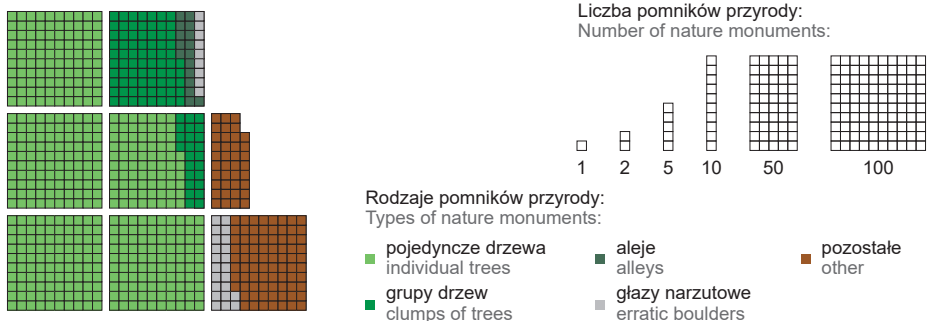 Liczba pomników przyrody:
Number of nature monuments:
1 2 5 10 50 100
Rodzaje pomników przyrody:
Types of nature monuments:
pojedyncze drzewa
individual trees
aleje
alleys
pozostałe
other
grupy drzew
clumps of trees
głazy narzutowe
erratic boulders